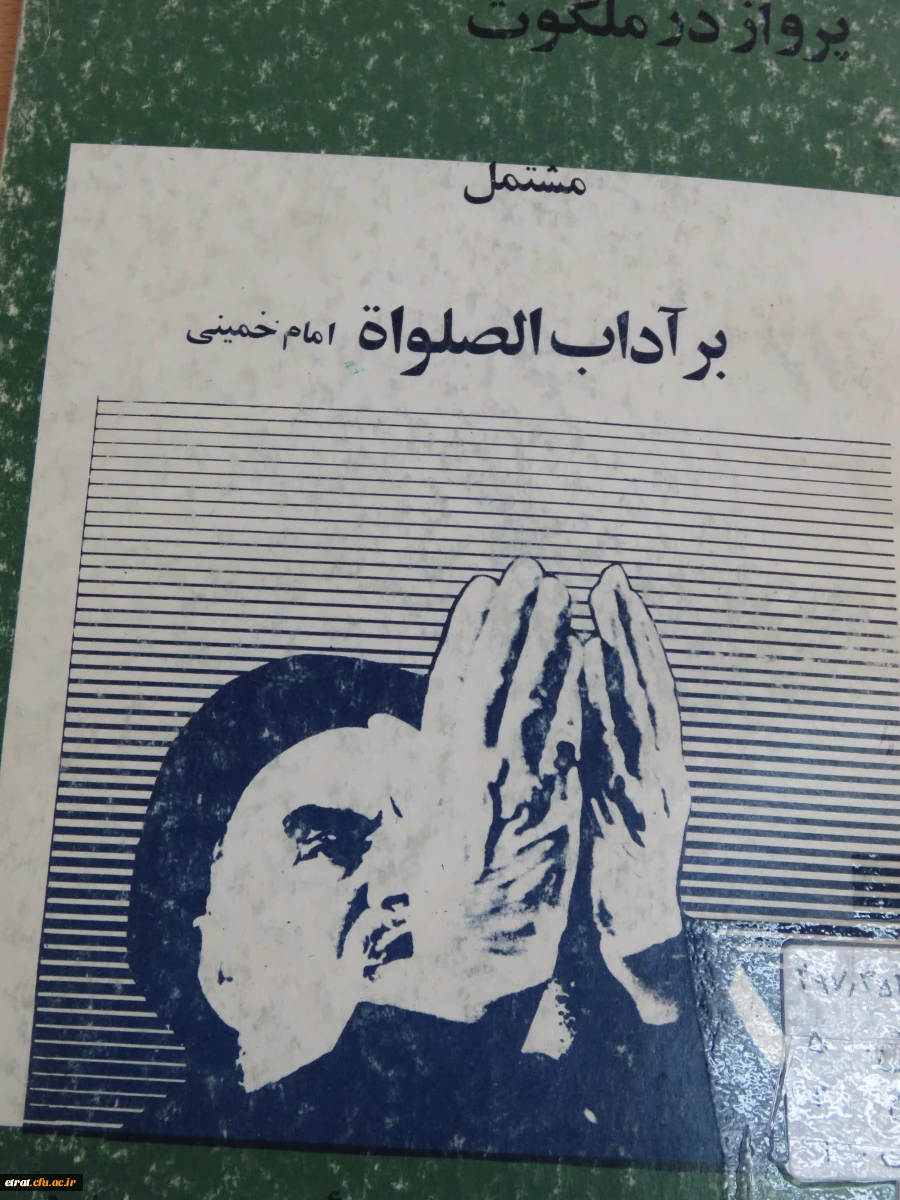 پرواز در ملکوت
مشتمل
بر آداب الصلواة امام خمینی
etrat.cfu.ac.ir